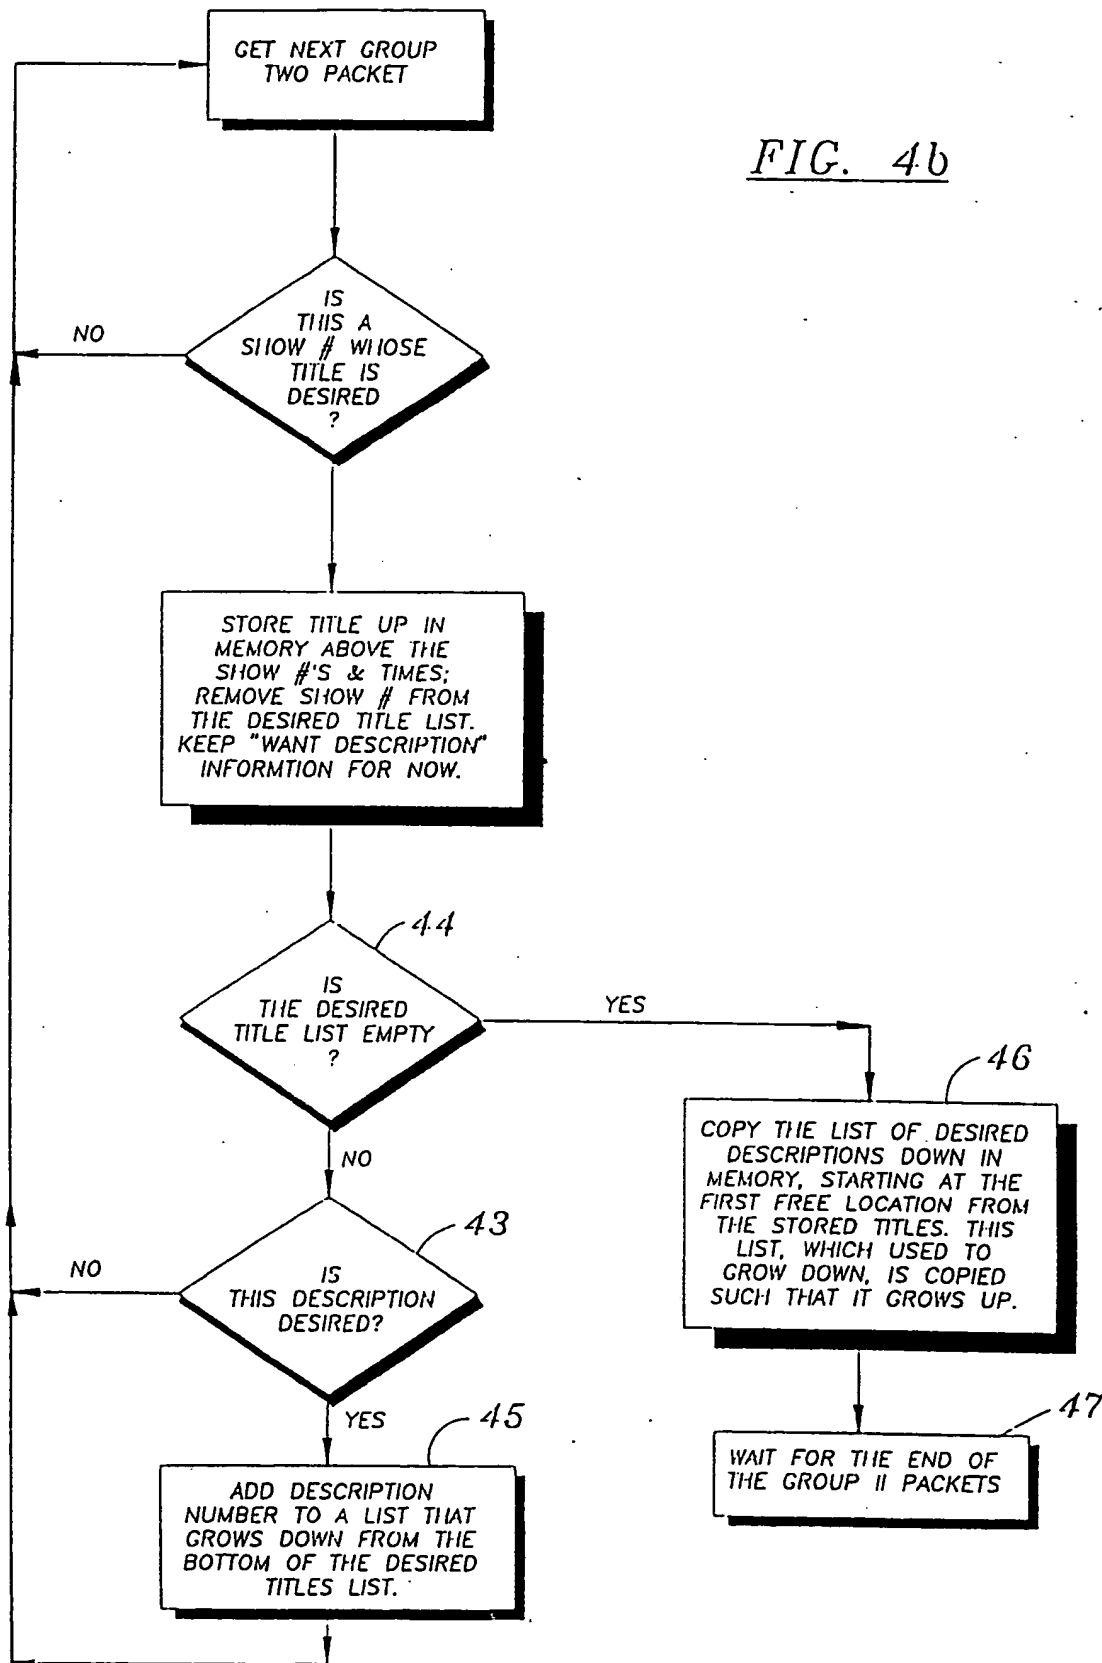 GET NEXT GROUP
TWO PACKET
FIG. 4b
IS
THIS A
SHOW # WHOSE
TITLE IS
DESIRED
?
NO
STORE TITLE UP IN
MEMORY ABOVE THE
SHOW #'S & TIMES;
REMOVE SHOW # FROM
THE DESIRED TITLE LIST.
KEEP "WANT DESCRIPTION"
INFORMTION FOR NOW.
44
IS
THE DESIRED
TITLE LIST EMPTY
?
YES
NO
46
COPY THE LIST OF DESIRED
DESCRIPTIONS DOWN IN
MEMORY, STARTING AT THE
FIRST FREE LOCATION FROM
THE STORED TITLES. THIS
LIST, WHICH USED TO
GROW DOWN, IS COPIED
SUCH THAT IT GROWS UP.
43
IS
THIS DESCRIPTION
DESIRED?
NO
YES
45
ADD DESCRIPTION
NUMBER TO A LIST THAT
GROWS DOWN FROM THE
BOTTOM OF THE DESIRED
TITLES LIST.
47
WAIT FOR THE END OF
THE GROUP II PACKETS